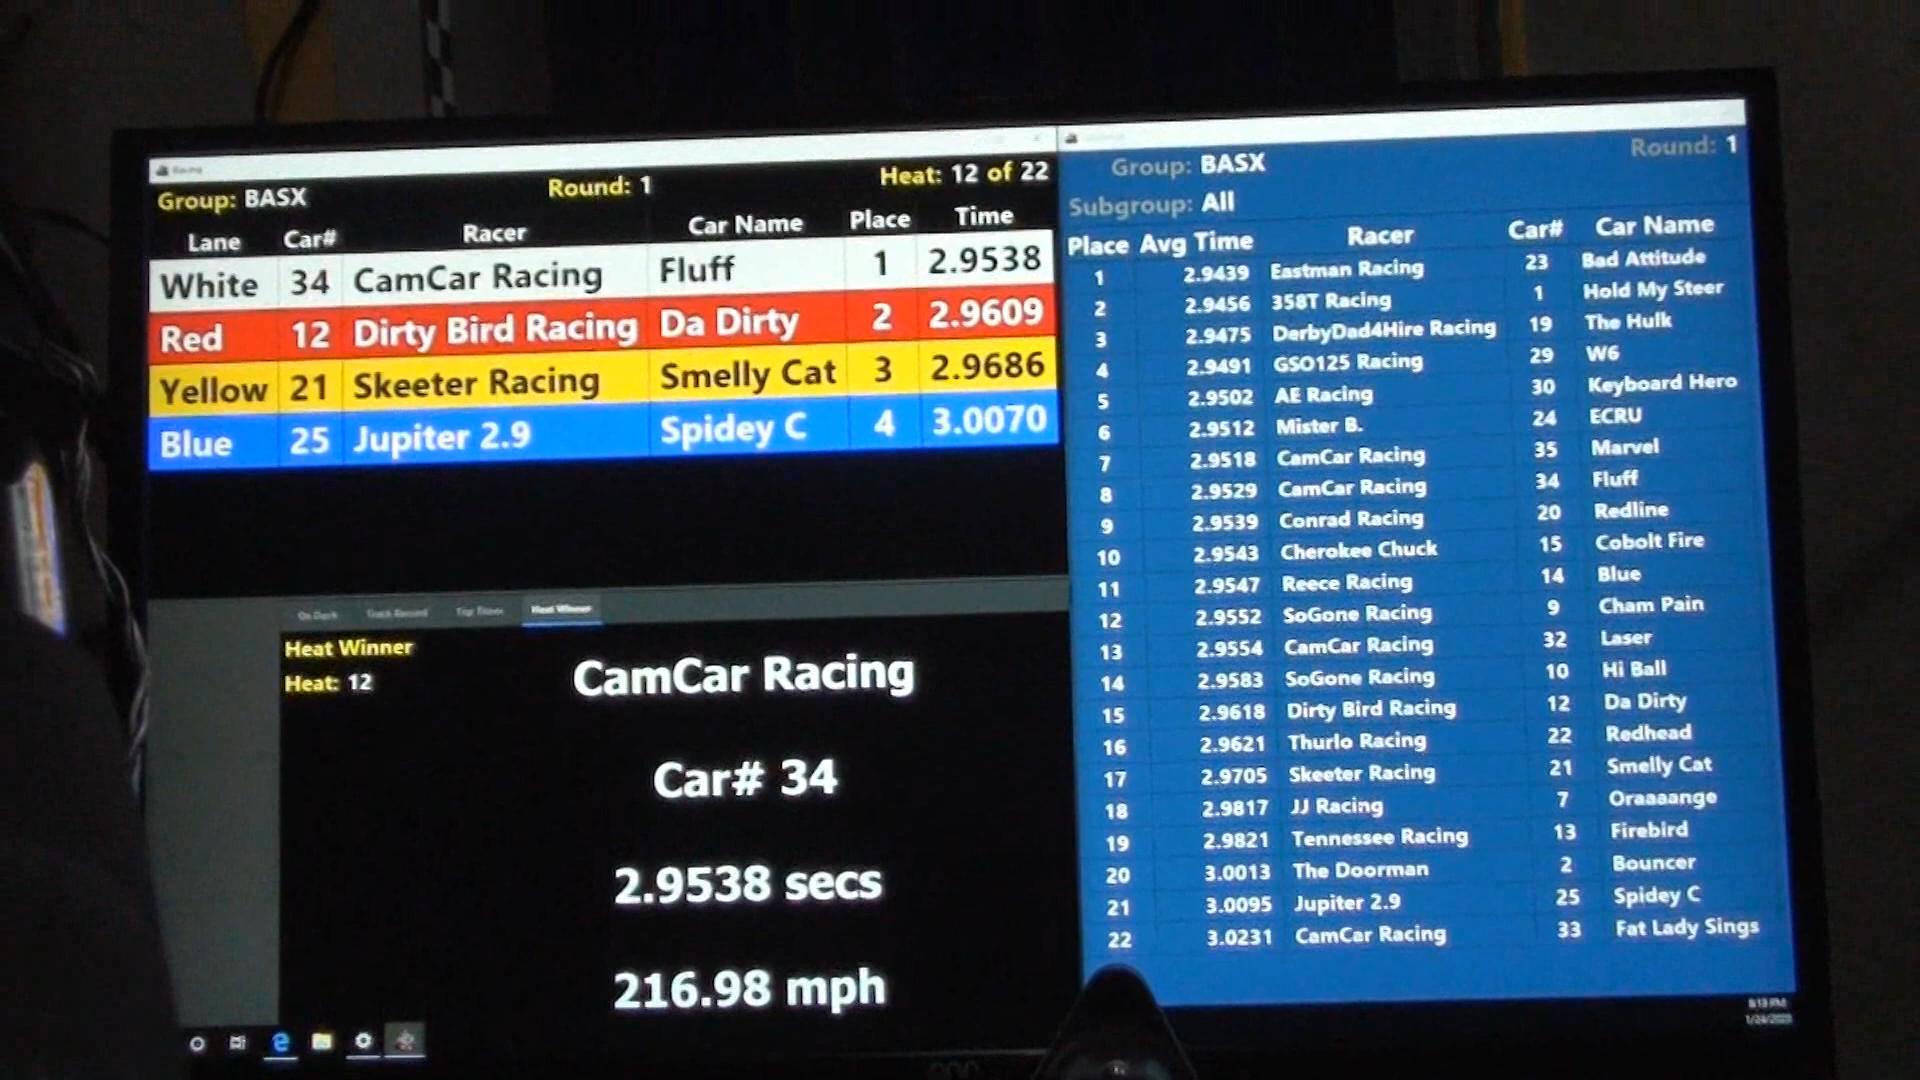 Racing
Group: BASX Round: 1 Heat: 12 of 22
Lane Car# Racer Car Name Place Time
White 34 CamCar Racing Fluff 1 2.9538
Red 12 Dirty Bird Racing Da Dirty 2 2.9609
Yellow 21 Skeeter Racing Smelly Cat 3 2.9686
Blue 25 Jupiter 2.9 Spidey C 4 3.0070
On Deck Track Record Top Times Heat Winner
Heat Winner
Heat: 12
CamCar Racing
Car# 34
2.9538 secs
216.98 mph
Group: BASX Round: 1
Subgroup: All
Place Avg Time Racer Car# Car Name
1 2.9439 Eastman Racing 23 Bad Attitude
2 2.9456 358T Racing 1 Hold My Steer
3 2.9475 DerbyDad4Hire Racing 19 The Hulk
4 2.9491 GSO125 Racing 29 W6
5 2.9502 AE Racing 30 Keyboard Hero
6 2.9512 Mister B. 24 ECRU
7 2.9518 CamCar Racing 35 Marvel
8 2.9529 CamCar Racing 34 Fluff
9 2.9539 Conrad Racing 20 Redline
10 2.9543 Cherokee Chuck 15 Cobolt Fire
11 2.9547 Reece Racing 14 Blue
12 2.9552 SoGone Racing 9 Cham Pain
13 2.9554 CamCar Racing 32 Laser
14 2.9583 SoGone Racing 10 Hi Ball
15 2.9618 Dirty Bird Racing 12 Da Dirty
16 2.9621 Thurlo Racing 22 Redhead
17 2.9705 Skeeter Racing 21 Smelly Cat
18 2.9817 JJ Racing 7 Oraaaange
19 2.9821 Tennessee Racing 13 Firebird
20 3.0013 The Doorman 2 Bouncer
21 3.0095 Jupiter 2.9 25 Spidey C
22 3.0231 CamCar Racing 33 Fat Lady Sings